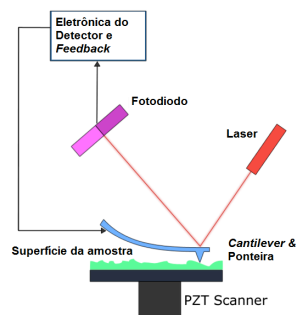 Eletrônica do
Detector e
Feedback
Fotodiodo
Laser
Superfície da amostra
Cantilever &
Ponteira
PZT Scanner